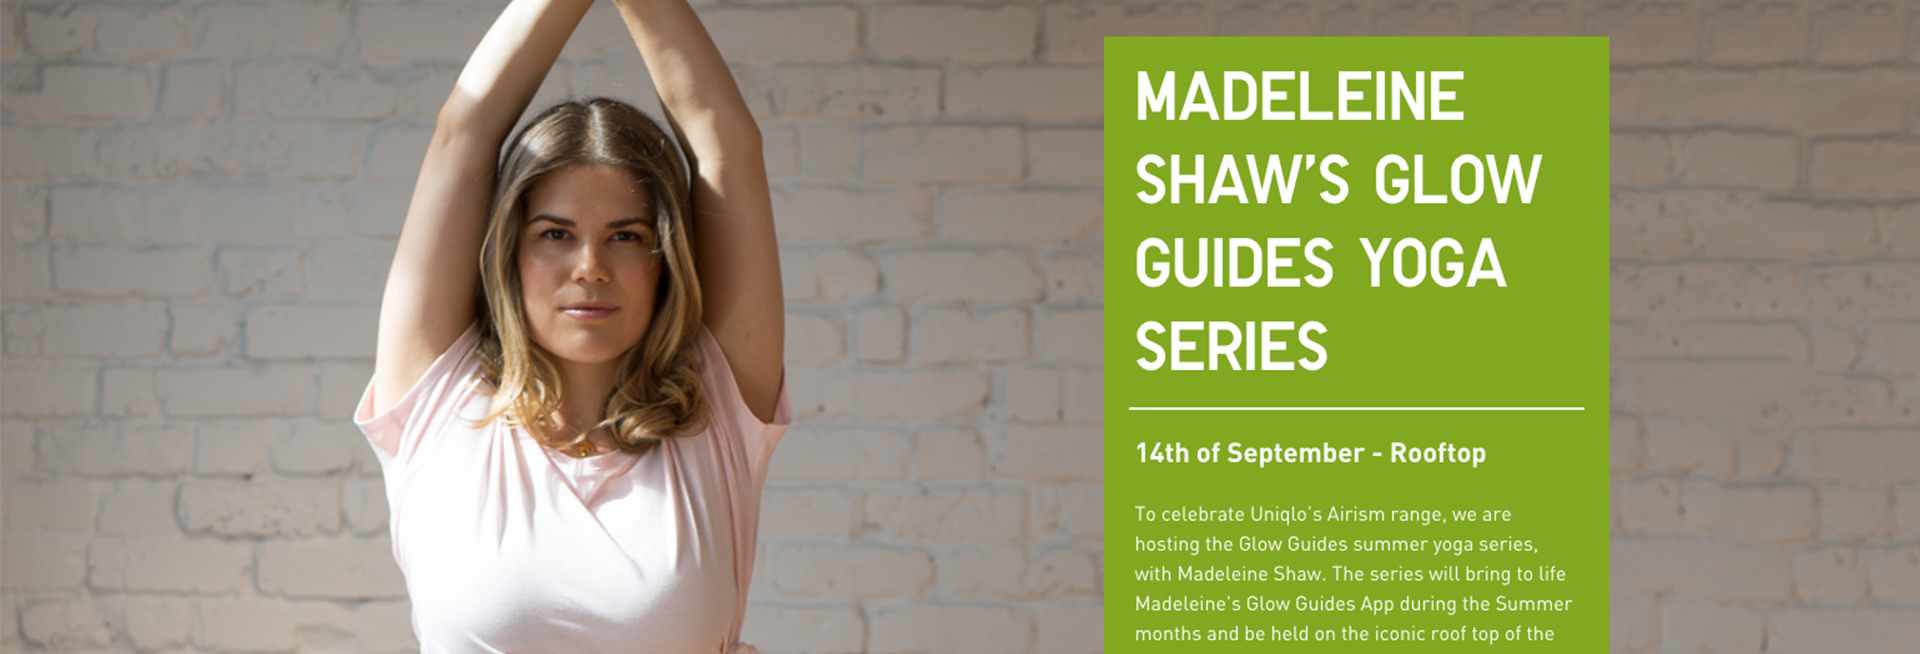 MADELEINE
SHAW’S GLOW
GUIDES YOGA
SERIES
14th of September - Rooftop
To celebrate Uniqlo’s Airism range, we are
hosting the Glow Guides summer yoga series,
with Madeleine Shaw. The series will bring to life
Madeleine’s Glow Guides App during the Summer
months and be held on the iconic roof top of the